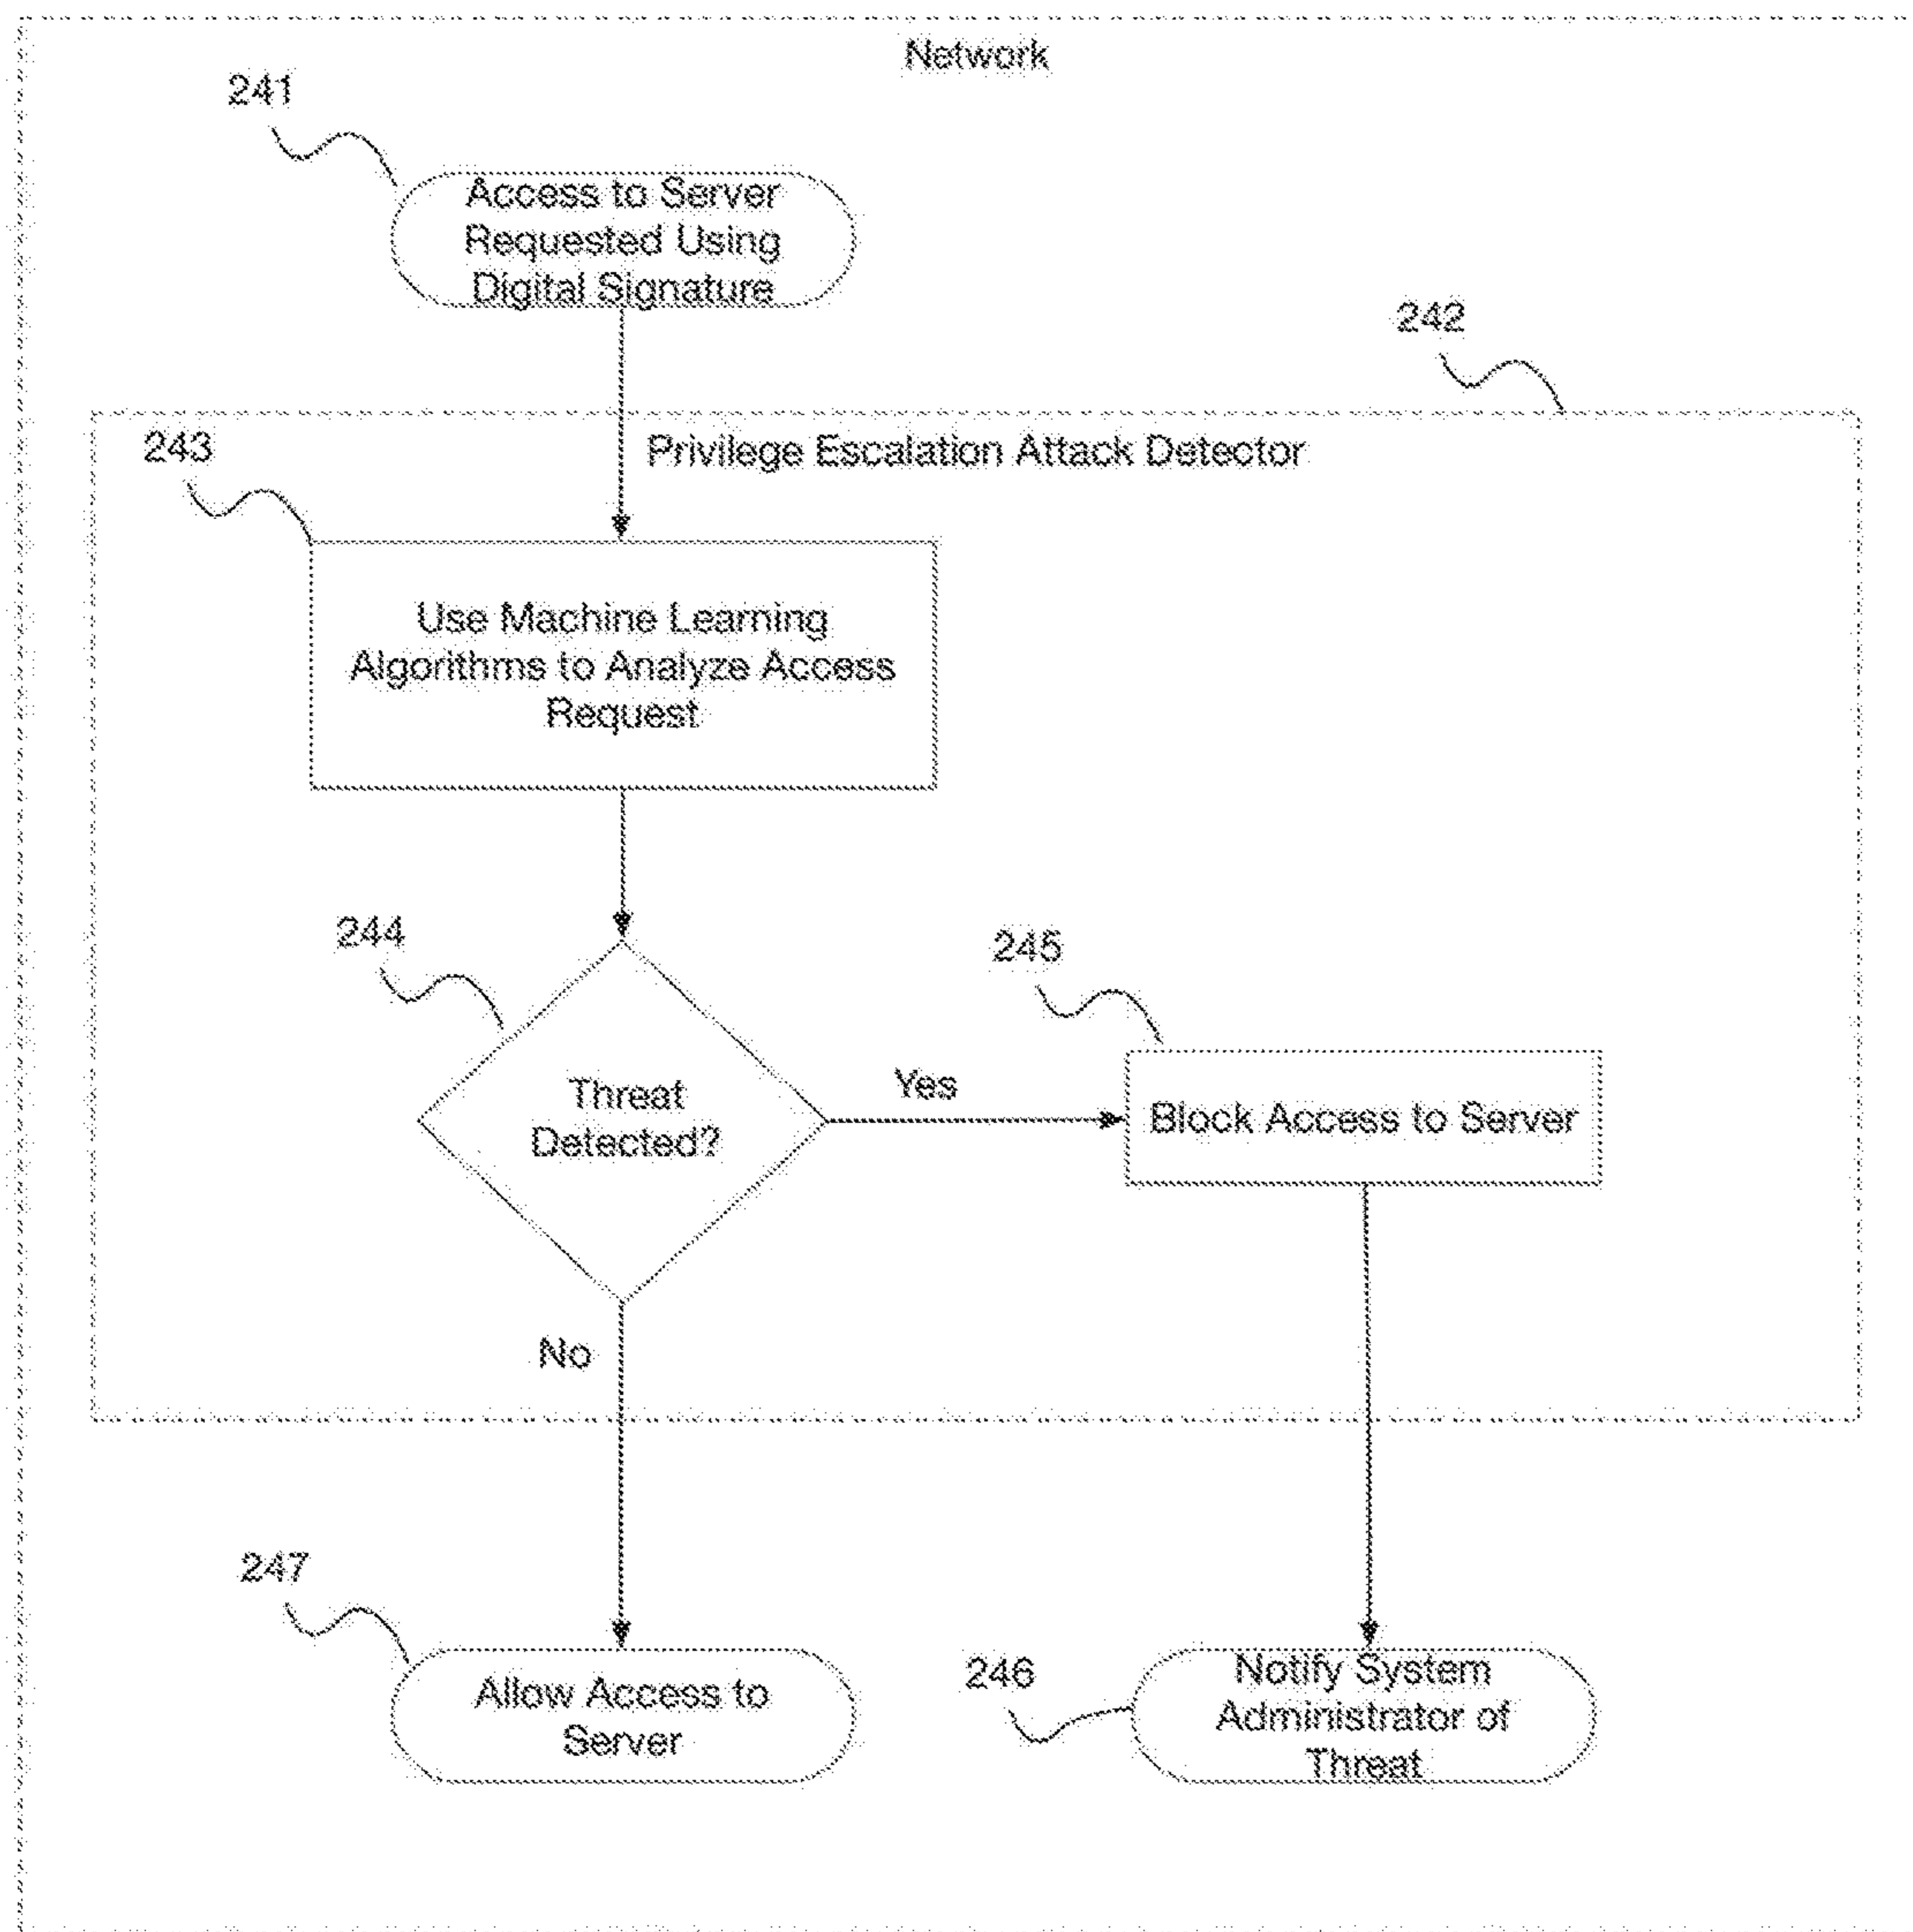 Network
241
Access to Server
Requested Using
Digital Signature
242
243
Privilege Escalation Attack Detector
Use Machine Learning
Algorithms to Analyze Access
Request
244
245
Threat
Detected?
Yes
Block Access to Server
No
247
Allow Access to
Server
246
Notify System
Administrator of
Threat